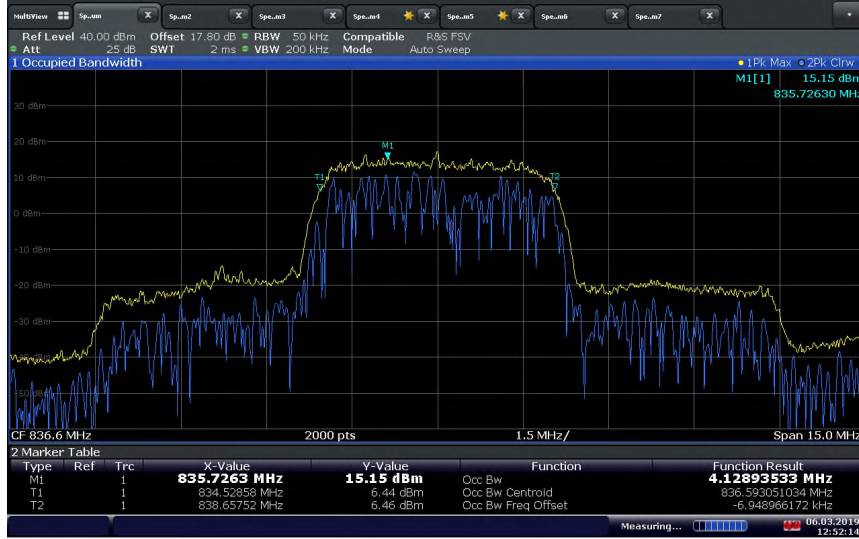 MultiView Sp..um X Sp..m2 X Spe..m3 X Spe..m4 X Spe..m5 X Spe..m6 X Spe..m7 X
Ref Level 40.00 dBm Offset 17.80 dB RBW 50 kHz Compatible R&S FSV
Att 25 dB SWT 2 ms VBW 200 kHz Mode Auto Sweep
1 Occupied Bandwidth 1Pk Max 2Pk Clrw
M1[1] 15.15 dBm
835.72630 MHz
30 dBm
20 dBm
M1
10 dBm
T1
T2
0 dBm
-10 dBm
-20 dBm
-30 dBm
CF 836.6 MHz 2000 pts 1.5 MHz/ Span 15.0 MHz
2 Marker Table
Type Ref Trc X-Value Y-Value Function Function Result
M1 1 835.7263 MHz 15.15 dBm Occ Bw 4.12893533 MHz
T1 1 834.52858 MHz 6.44 dBm Occ Bw Centroid 836.593051034 MHz
T2 1 838.65752 MHz 6.46 dBm Occ Bw Freq Offset -6.948966172 kHz
Measuring... 06.03.2019
12:52:14